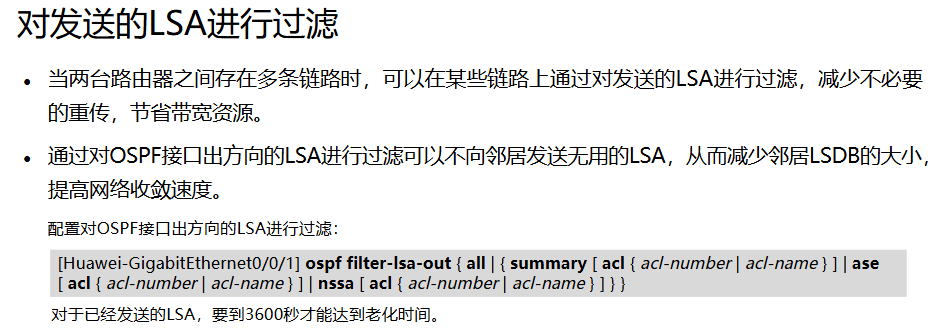 对发送的LSA进行过滤
• 当两台路由器之间存在多条链路时，可以在某些链路上通过对发送的LSA进行过滤，减少不必要
的重传，节省带宽资源。
• 通过对OSPF接口出方向的LSA进行过滤可以不向邻居发送无用的LSA，从而减少邻居LSDB的大小，
提高网络收敛速度。
配置对OSPF接口出方向的LSA进行过滤：
[Huawei-GigabitEthernet0/0/1] ospf filter-lsa-out { all | { summary [ acl { acl-number | acl-name } ] | ase
[ acl { acl-number | acl-name } ] | nssa [ acl { acl-number | acl-name } ] } }
对于已经发送的LSA，要到3600秒才能达到老化时间。